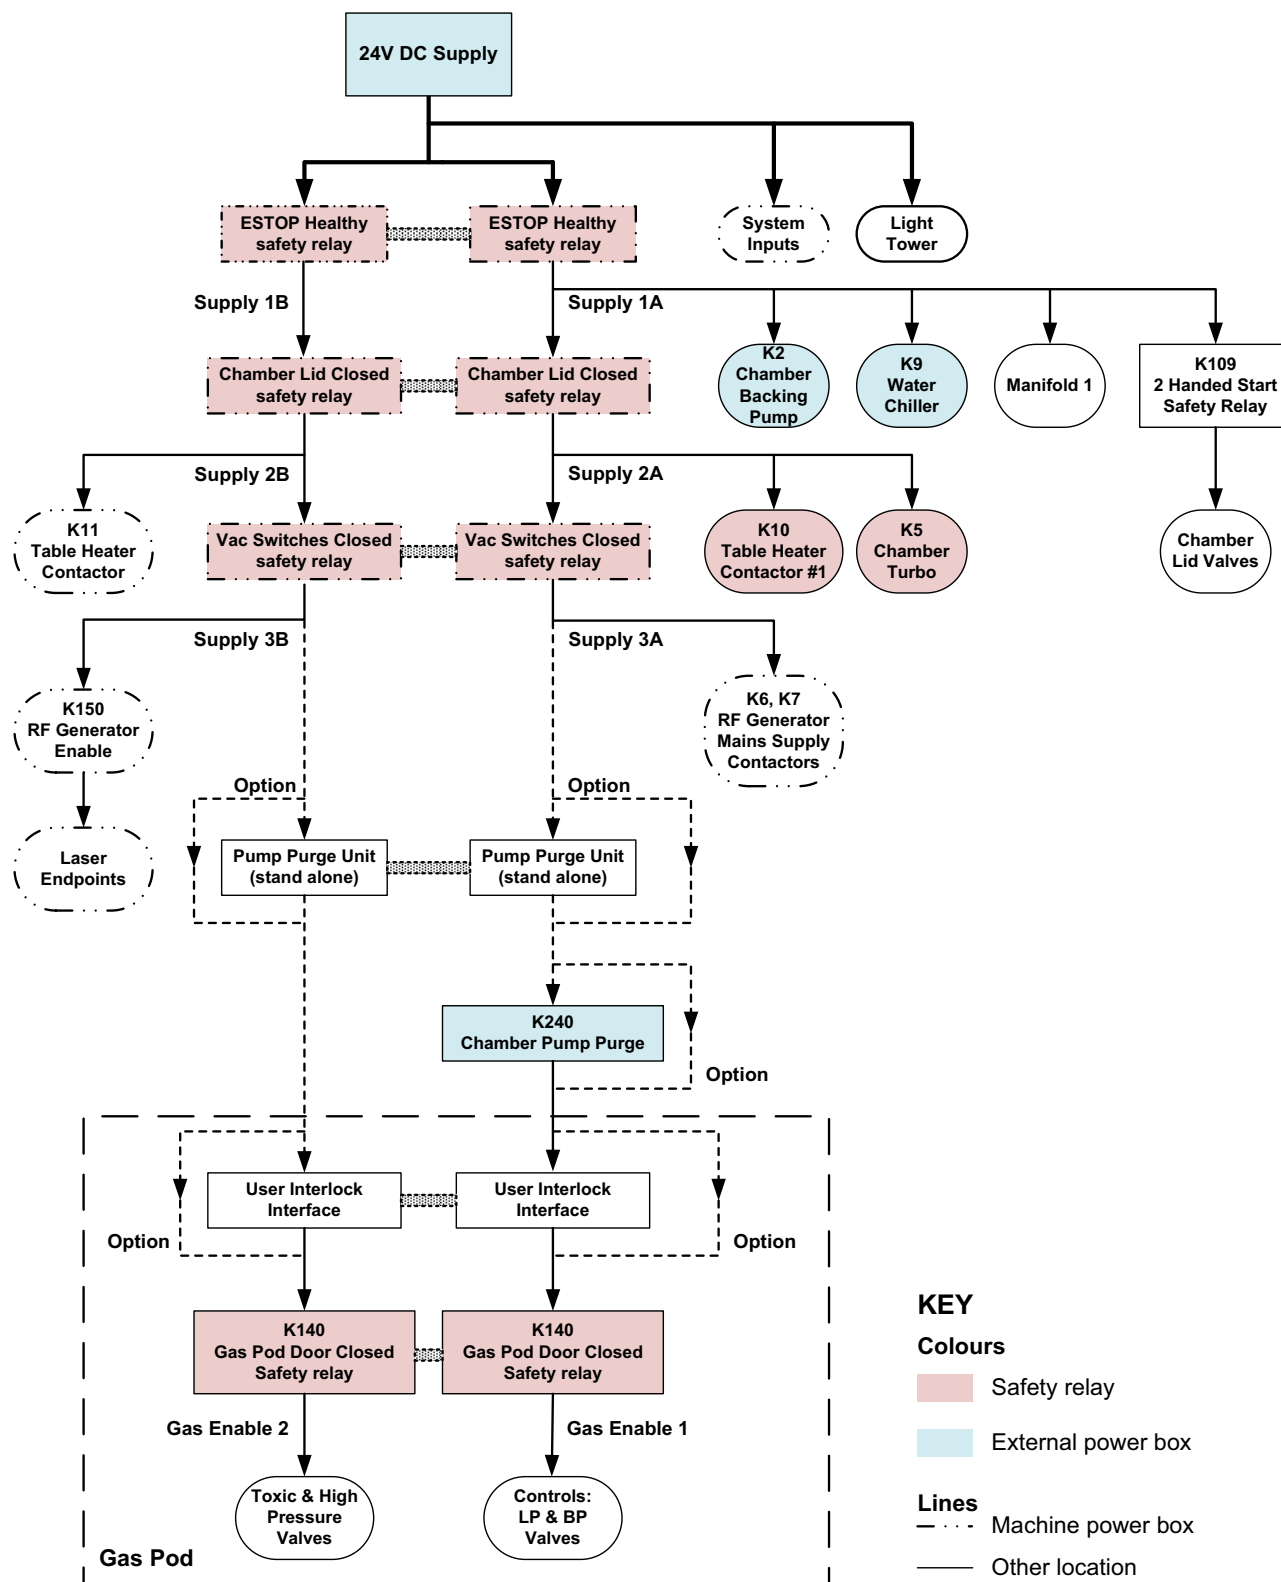 24V DC Supply
ESTOP Healthy
safety relay
ESTOP Healthy
safety relay
System
Inputs
Light
Tower
Supply 1B
Supply 1A
Chamber Lid Closed
safety relay
Chamber Lid Closed
safety relay
K2
Chamber
Backing
Pump
K9
Water
Chiller
Manifold 1
K109
2 Handed Start
Safety Relay
Supply 2B
Supply 2A
K11
Table Heater
Contactor
Vac Switches Closed
safety relay
Vac Switches Closed
safety relay
K10
Table Heater
Contactor #1
K5
Chamber
Turbo
Chamber
Lid Valves
Supply 3B
Supply 3A
K150
RF Generator
Enable
K6, K7
RF Generator
Mains Supply
Contactors
Option
Option
Laser
Endpoints
Pump Purge Unit
(stand alone)
Pump Purge Unit
(stand alone)
K240
Chamber Pump Purge
Option
User Interlock
Interface
User Interlock
Interface
Option
Option
K140
Gas Pod Door Closed
Safety relay
K140
Gas Pod Door Closed
Safety relay
Gas Enable 2
Gas Enable 1
Toxic & High
Pressure
Valves
Controls:
LP & BP
Valves
Gas Pod
KEY
Colours
Safety relay
External power box
Lines
Machine power box
Other location